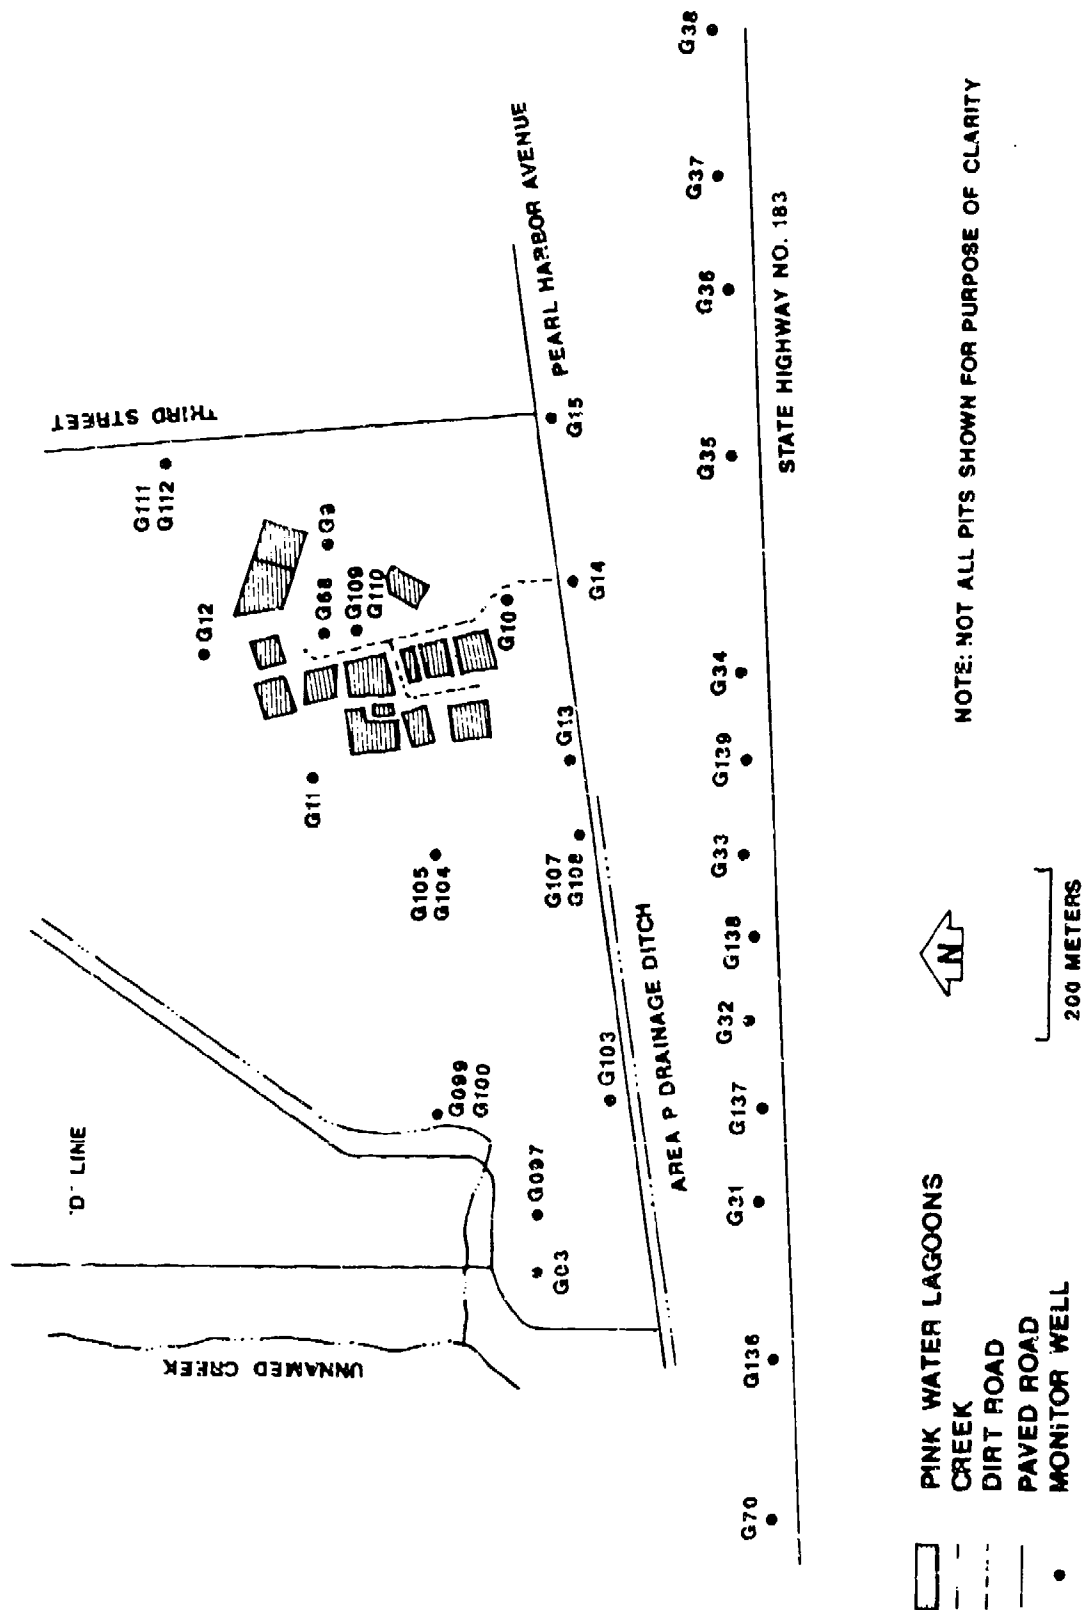 "D" LINE
UNNAMED CREEK
THIRD STREET
G111
G112
G12
G9
G68
G109
G110
G11
G10
G105
G104
G099
G100
G097
G03
G13
G14
G15
G107
G108
G103
PEARL HARBOR AVENUE
AREA P DRAINAGE DITCH
G70
G136
G31
G137
G32
G138
G33
G139
G34
G35
G36
G37
G38
STATE HIGHWAY NO. 183
PINK WATER LAGOONS
CREEK
DIRT ROAD
PAVED ROAD
MONITOR WELL
N
200 METERS
NOTE: NOT ALL PITS SHOWN FOR PURPOSE OF CLARITY